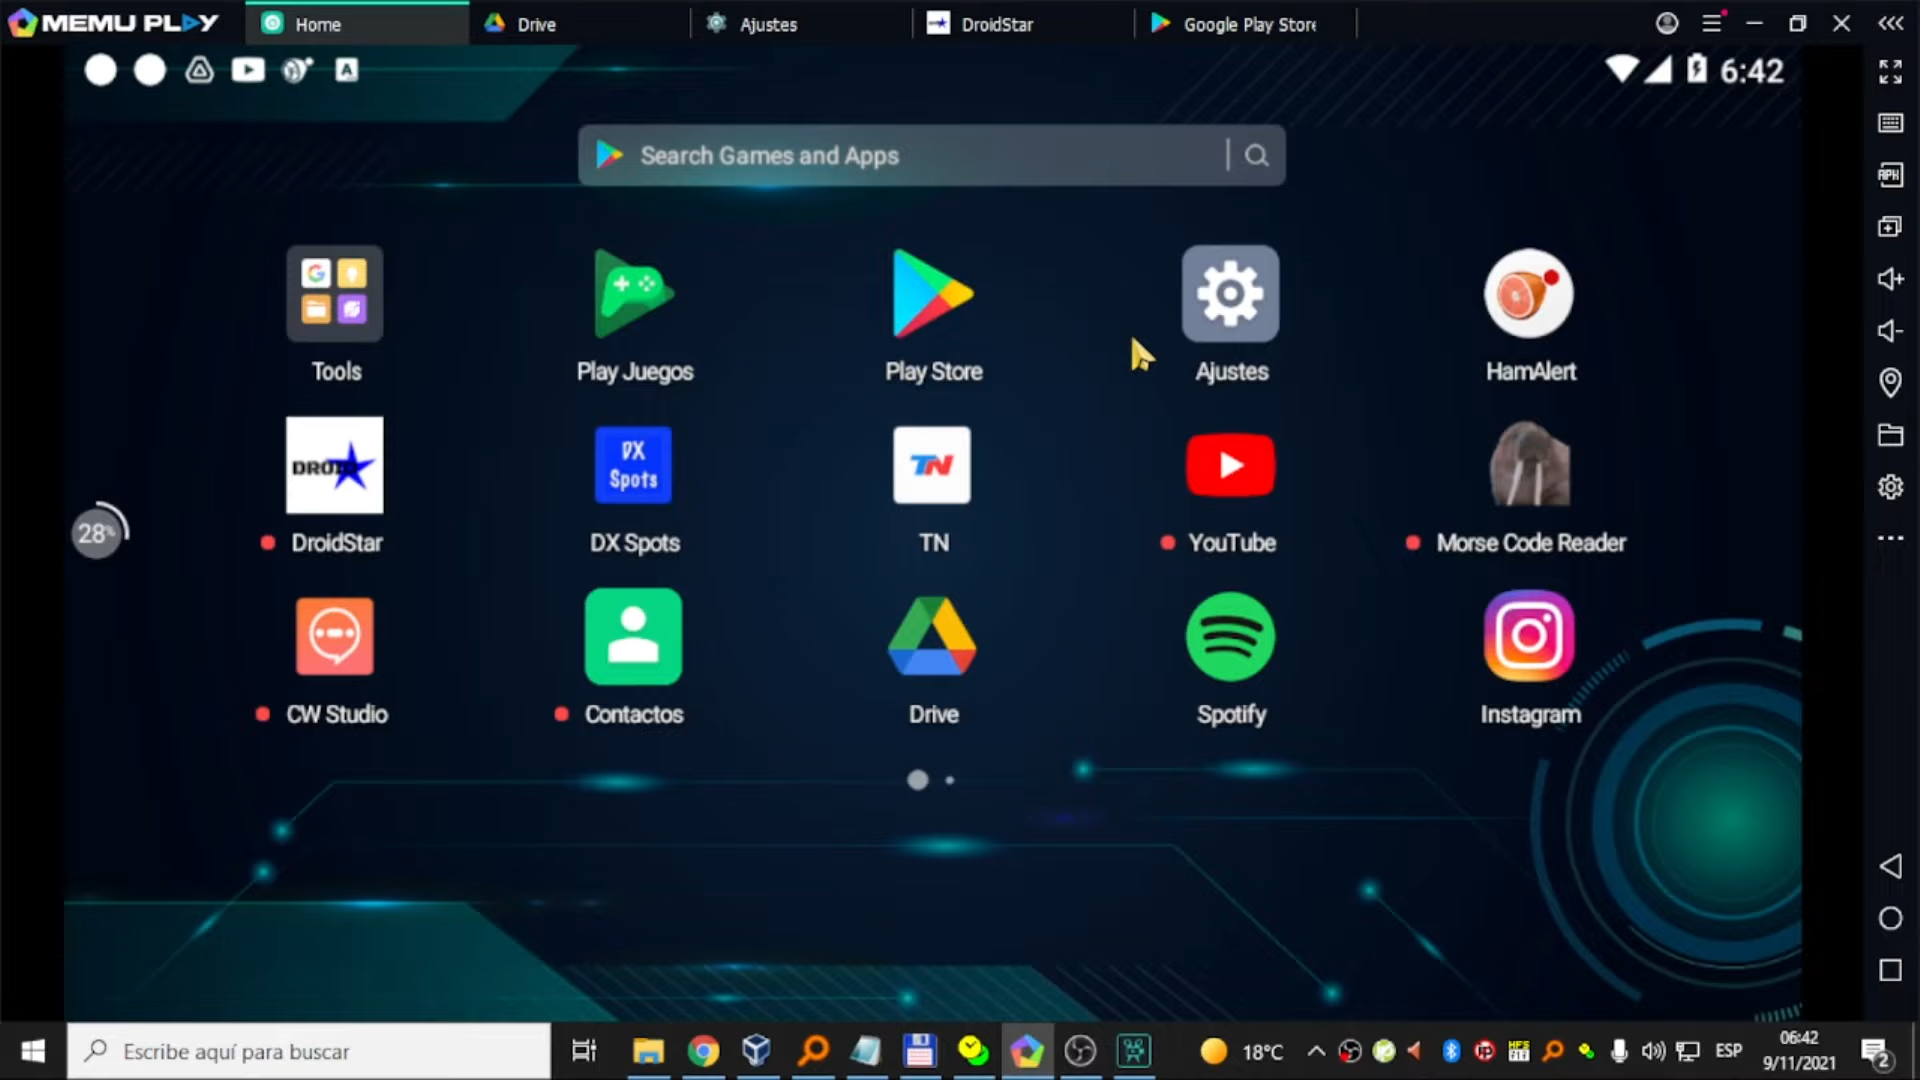 MEMU PLAY
Home
Drive
Ajustes
DroidStar
Google Play Store
A
6:42
Search Games and Apps
APK
Tools
Play Juegos
Play Store
Ajustes
HamAlert
DROID
DX
Spots
TN
28%
DroidStar
DX Spots
TN
YouTube
Morse Code Reader
CW Studio
Contactos
Drive
Spotify
Instagram
Escribe aquí para buscar
18°C
ESP
06:42
9/11/2021
2